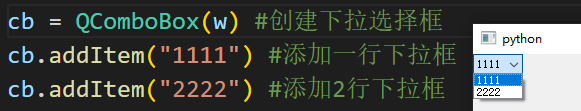 cb = QComboBox(w) #创建下拉选择框
cb.addItem("1111") #添加一行下拉框
cb.addItem("2222") #添加2行下拉框
python
1111
1111
2222